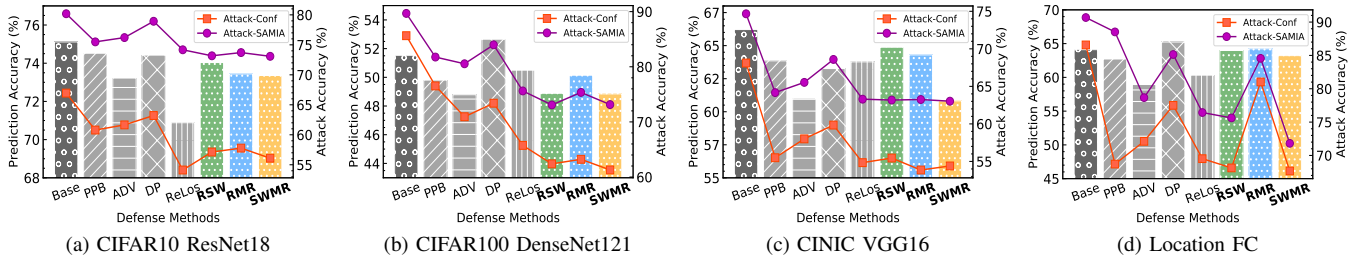 Prediction Accuracy (%)
76
74
72
70
68
Attack-Conf
Attack-SAMIA
80
75
70
65
60
55
Attack Accuracy (%)
Base PPB ADV DP ReLos RSW RMR SWMR
Defense Methods
(a) CIFAR10 ResNet18
Prediction Accuracy (%)
54
52
50
48
46
44
Attack-Conf
Attack-SAMIA
90
80
70
60
Attack Accuracy (%)
Base PPB ADV DP ReLos RSW RMR SWMR
Defense Methods
(b) CIFAR100 DenseNet121
Prediction Accuracy (%)
67
65
62
60
57
55
Attack-Conf
Attack-SAMIA
75
70
65
60
55
Attack Accuracy (%)
Base PPB ADV DP ReLos RSW RMR SWMR
Defense Methods
(c) CINIC VGG16
Prediction Accuracy (%)
70
65
60
55
50
45
Attack-Conf
Attack-SAMIA
90
85
80
75
70
Attack Accuracy (%)
Base PPB ADV DP ReLos RSW RMR SWMR
Defense Methods
(d) Location FC